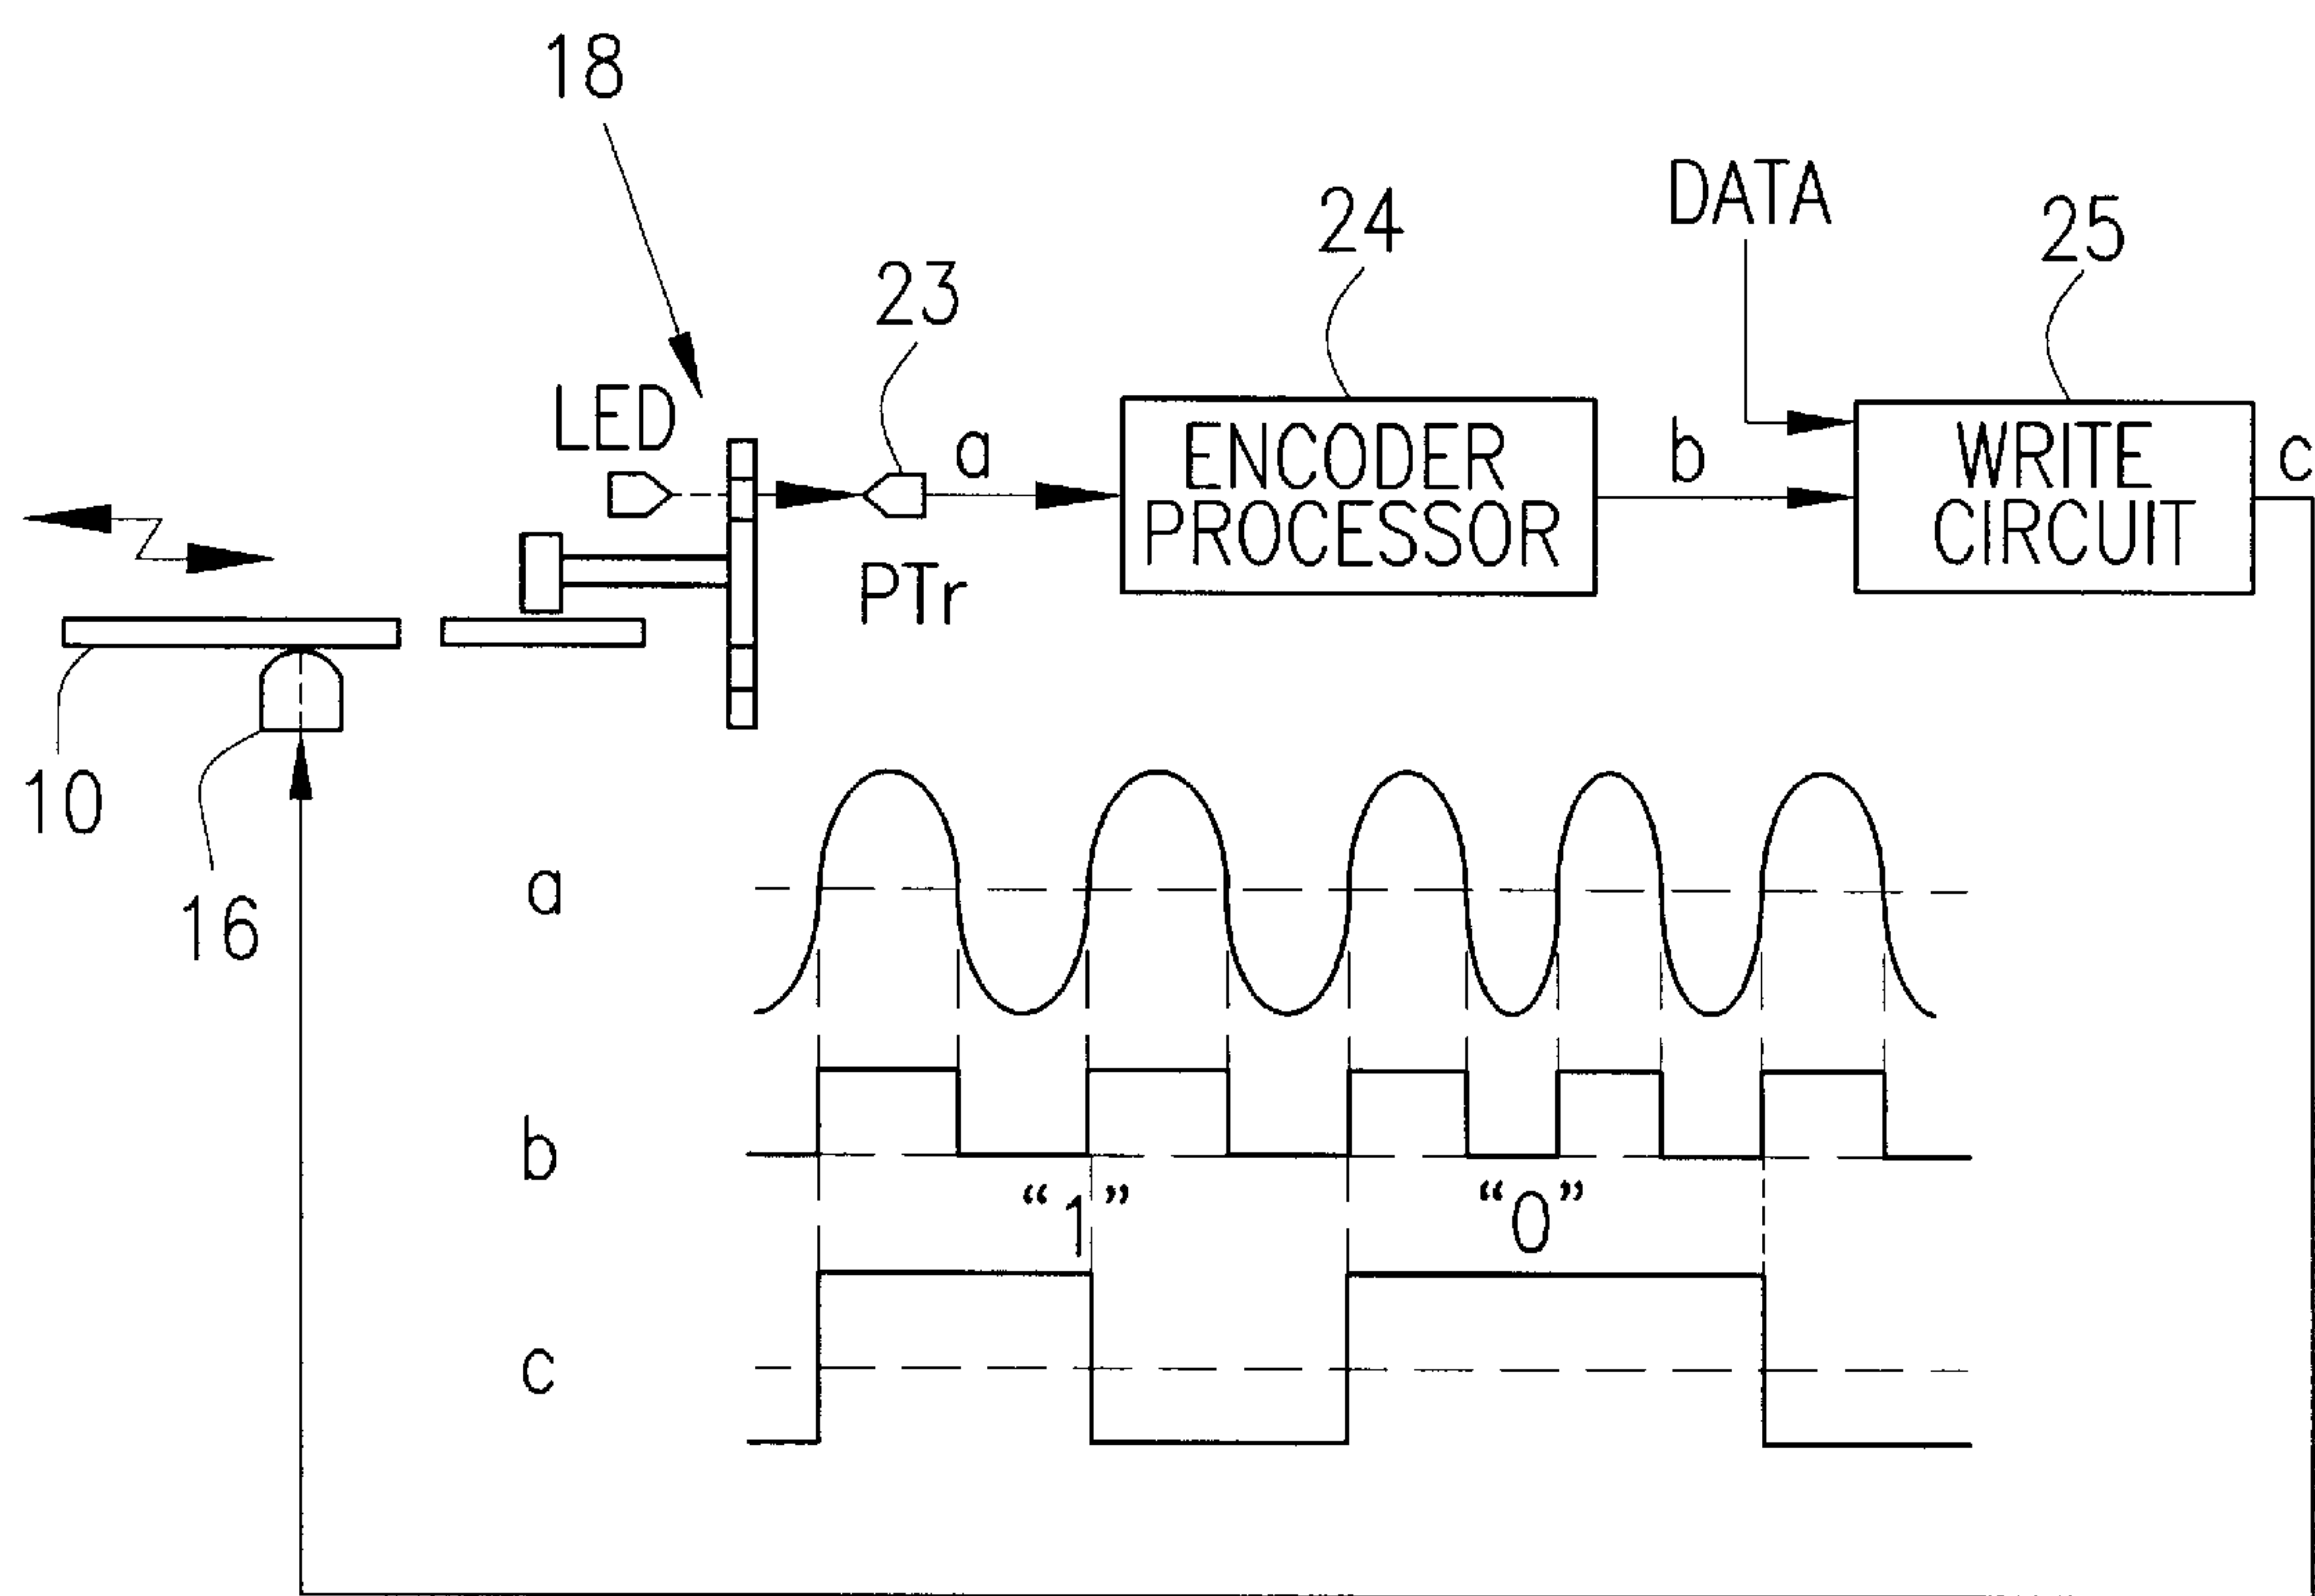 18
DATA
24
25
23
LED
a
ENCODER
PROCESSOR
b
WRITE
CIRCUIT
c
PTr
10
16
a
b
“1”
“0”
c